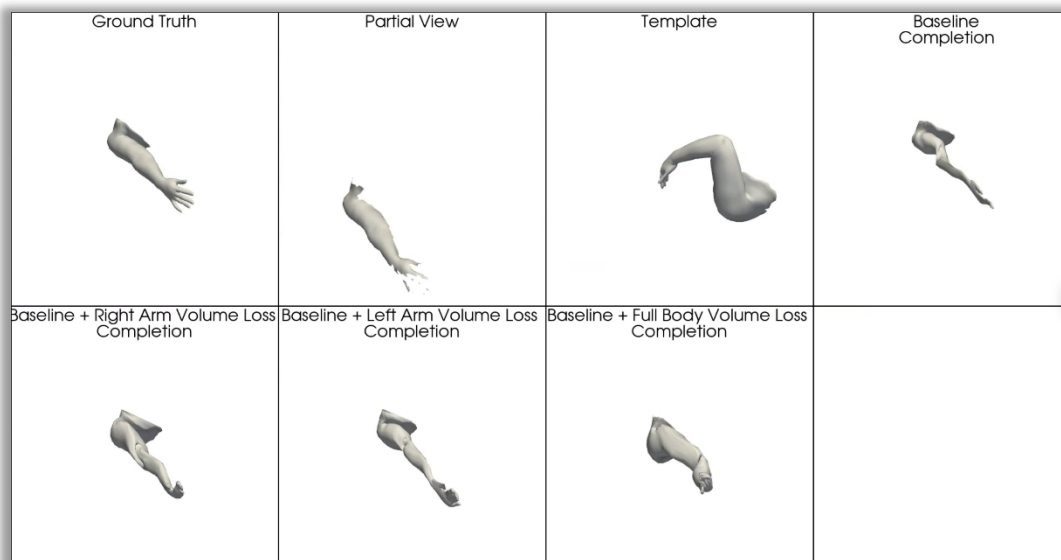 Ground Truth
Partial View
Template
Baseline
Completion
Baseline + Right Arm Volume Loss
Completion
Baseline + Left Arm Volume Loss
Completion
Baseline + Full Body Volume Loss
Completion